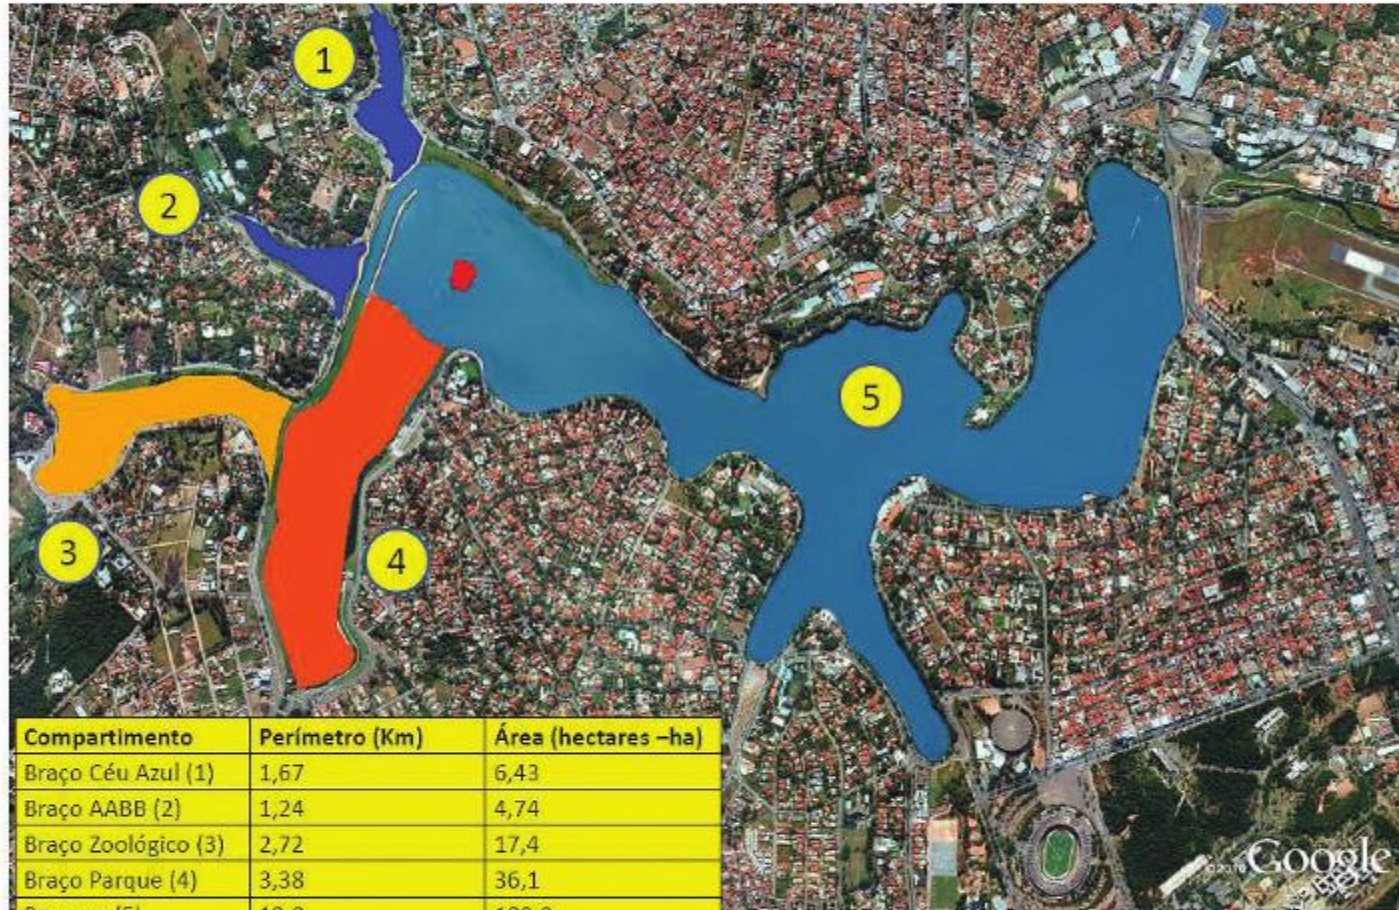 1
2
5
3
4
Compartimento Perímetro (Km) Área (hectares –ha)
Braço Céu Azul (1) 1,67 6,43
Braço AABB (2) 1,24 4,74
Braço Zoológico (3) 2,72 17,4
Braço Parque (4) 3,38 36,1
Google